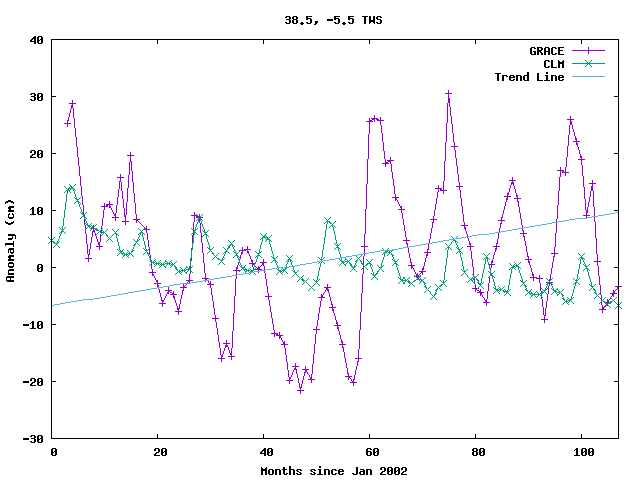 38.5, -5.5 TWS
GRACE
CLM
Trend Line
40
30
20
10
0
-10
-20
-30
Anomaly (cm)
0 20 40 60 80 100
Months since Jan 2002